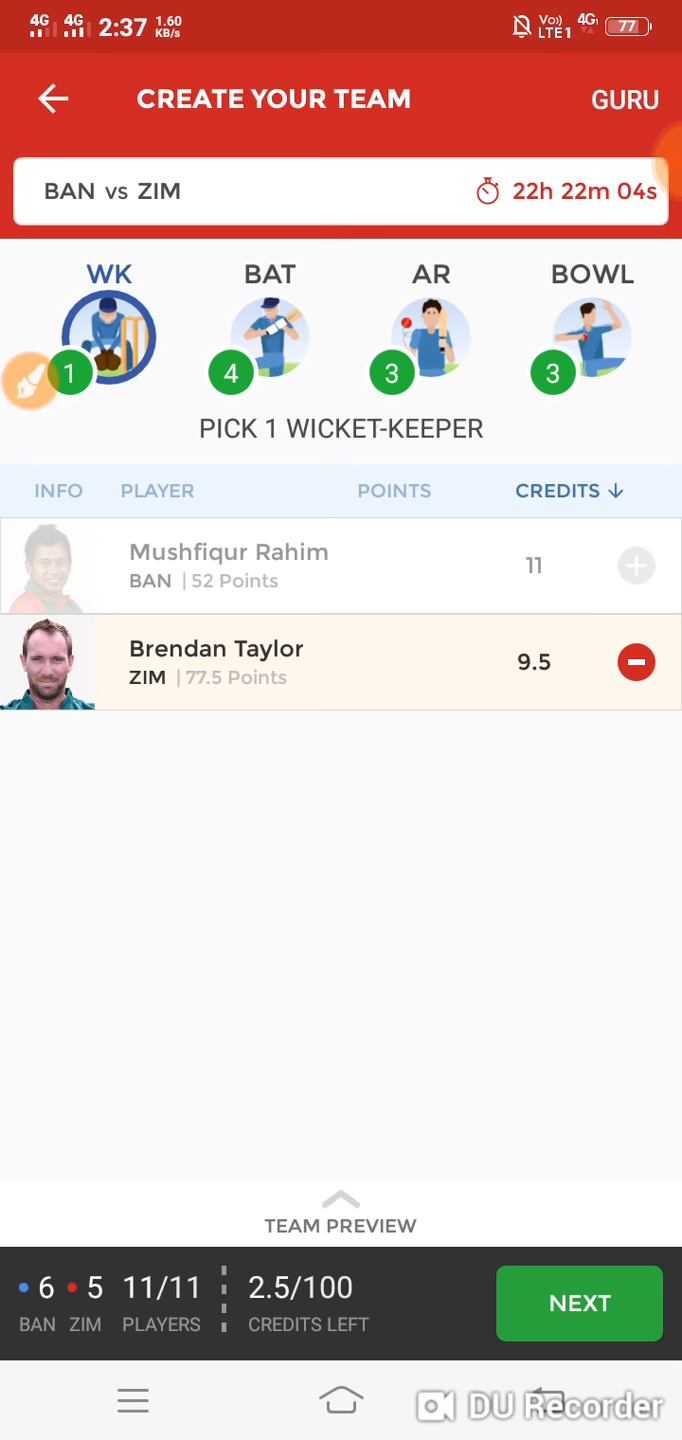 4G 4G 2:37 1.60 KB/s VoI) LTE1 4G 77
CREATE YOUR TEAM GURU
BAN vs ZIM 22h 22m 04s
WK BAT AR BOWL
1 4 3 3
PICK 1 WICKET-KEEPER
INFO PLAYER POINTS CREDITS
Mushfiqur Rahim
BAN | 52 Points 11
Brendan Taylor
ZIM | 77.5 Points 9.5
TEAM PREVIEW
6 5 11/11 2.5/100 NEXT
BAN ZIM PLAYERS CREDITS LEFT
DU Recorder